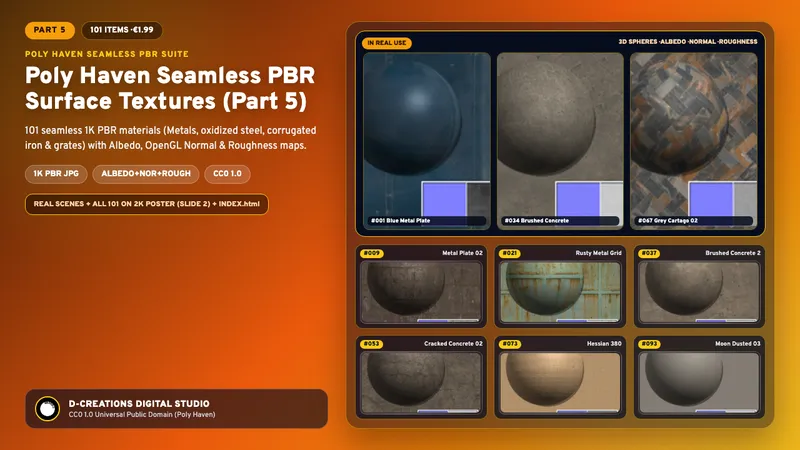 PART 5
101 ITEMS · €1.99
POLY HAVEN SEAMLESS PBR SUITE
Poly Haven Seamless PBR
Surface Textures (Part 5)
101 seamless 1K PBR materials (Metals, oxidized steel, corrugated
iron & grates) with Albedo, OpenGL Normal & Roughness maps.
1K PBR JPG
ALBEDO+NOR+ROUGH
CC0 1.0
REAL SCENES + ALL 101 ON 2K POSTER (SLIDE 2) + INDEX.html
D-CREATIONS DIGITAL STUDIO
CC0 1.0 Universal Public Domain (Poly Haven)
IN REAL USE
3D SPHERES · ALBEDO · NORMAL · ROUGHNESS
#001 Blue Metal Plate
#034 Brushed Concrete
#067 Grey Cartago 02
#009
Metal Plate 02
#021
Rusty Metal Grid
#037
Brushed Concrete 2
#053
Cracked Concrete 02
#073
Hessian 380
#093
Moon Dusted 03